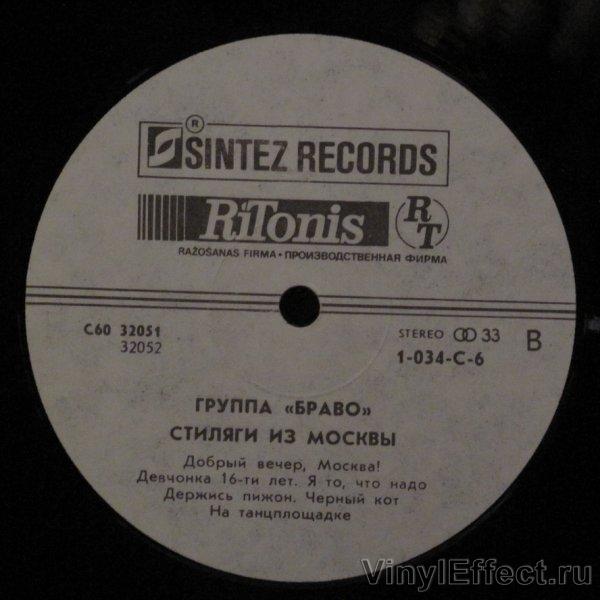 ®
SINTEZ RECORDS
RiTonis RT
RAŽOŠANAS FIRMA • ПРОИЗВОДСТВЕННАЯ ФИРМА
С60 32051
32052
STEREO 33
1-034-C-6
B
ГРУППА «БРАВО»
СТИЛЯГИ ИЗ МОСКВЫ
Добрый вечер, Москва!
Девчонка 16-ти лет. Я то, что надо
Держись пижон. Черный кот
На танцплощадке
VinylEffect.ru